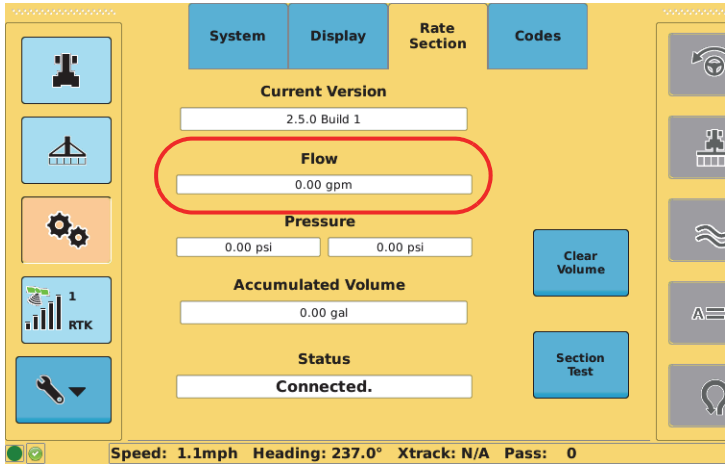 System
Display
Rate
Section
Codes
Current Version
2.5.0 Build 1
Flow
0.00 gpm
Pressure
0.00 psi
0.00 psi
Accumulated Volume
0.00 gal
Status
Connected.
Clear
Volume
Section
Test
1
RTK
A
Speed: 1.1mph Heading: 237.0° Xtrack: N/A Pass: 0